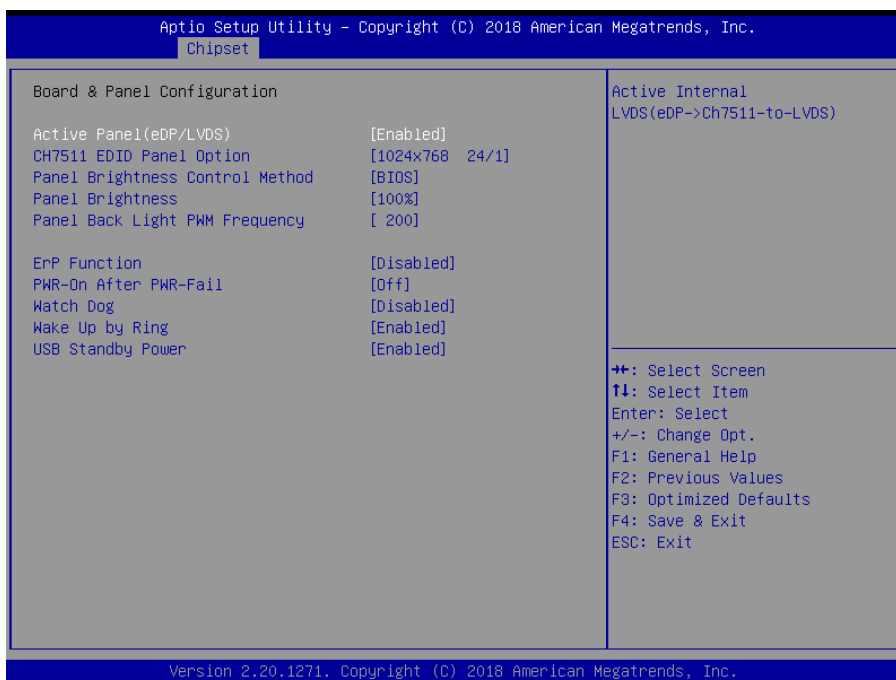 Aptio Setup Utility – Copyright (C) 2018 American Megatrends, Inc.
Chipset
Board & Panel Configuration
Active Panel(eDP/LVDS) [Enabled]
CH7511 EDID Panel Option [1024x768 24/1]
Panel Brightness Control Method [BIOS]
Panel Brightness [100%]
Panel Back Light PWM Frequency [ 200]
ErP Function [Disabled]
PWR-On After PWR-Fail [Off]
Watch Dog [Disabled]
Wake Up by Ring [Enabled]
USB Standby Power [Enabled]
Active Internal
LVDS(eDP->Ch7511-to-LVDS)
→←: Select Screen
↑↓: Select Item
Enter: Select
+/-: Change Opt.
F1: General Help
F2: Previous Values
F3: Optimized Defaults
F4: Save & Exit
ESC: Exit
Version 2.20.1271. Copyright (C) 2018 American Megatrends, Inc.